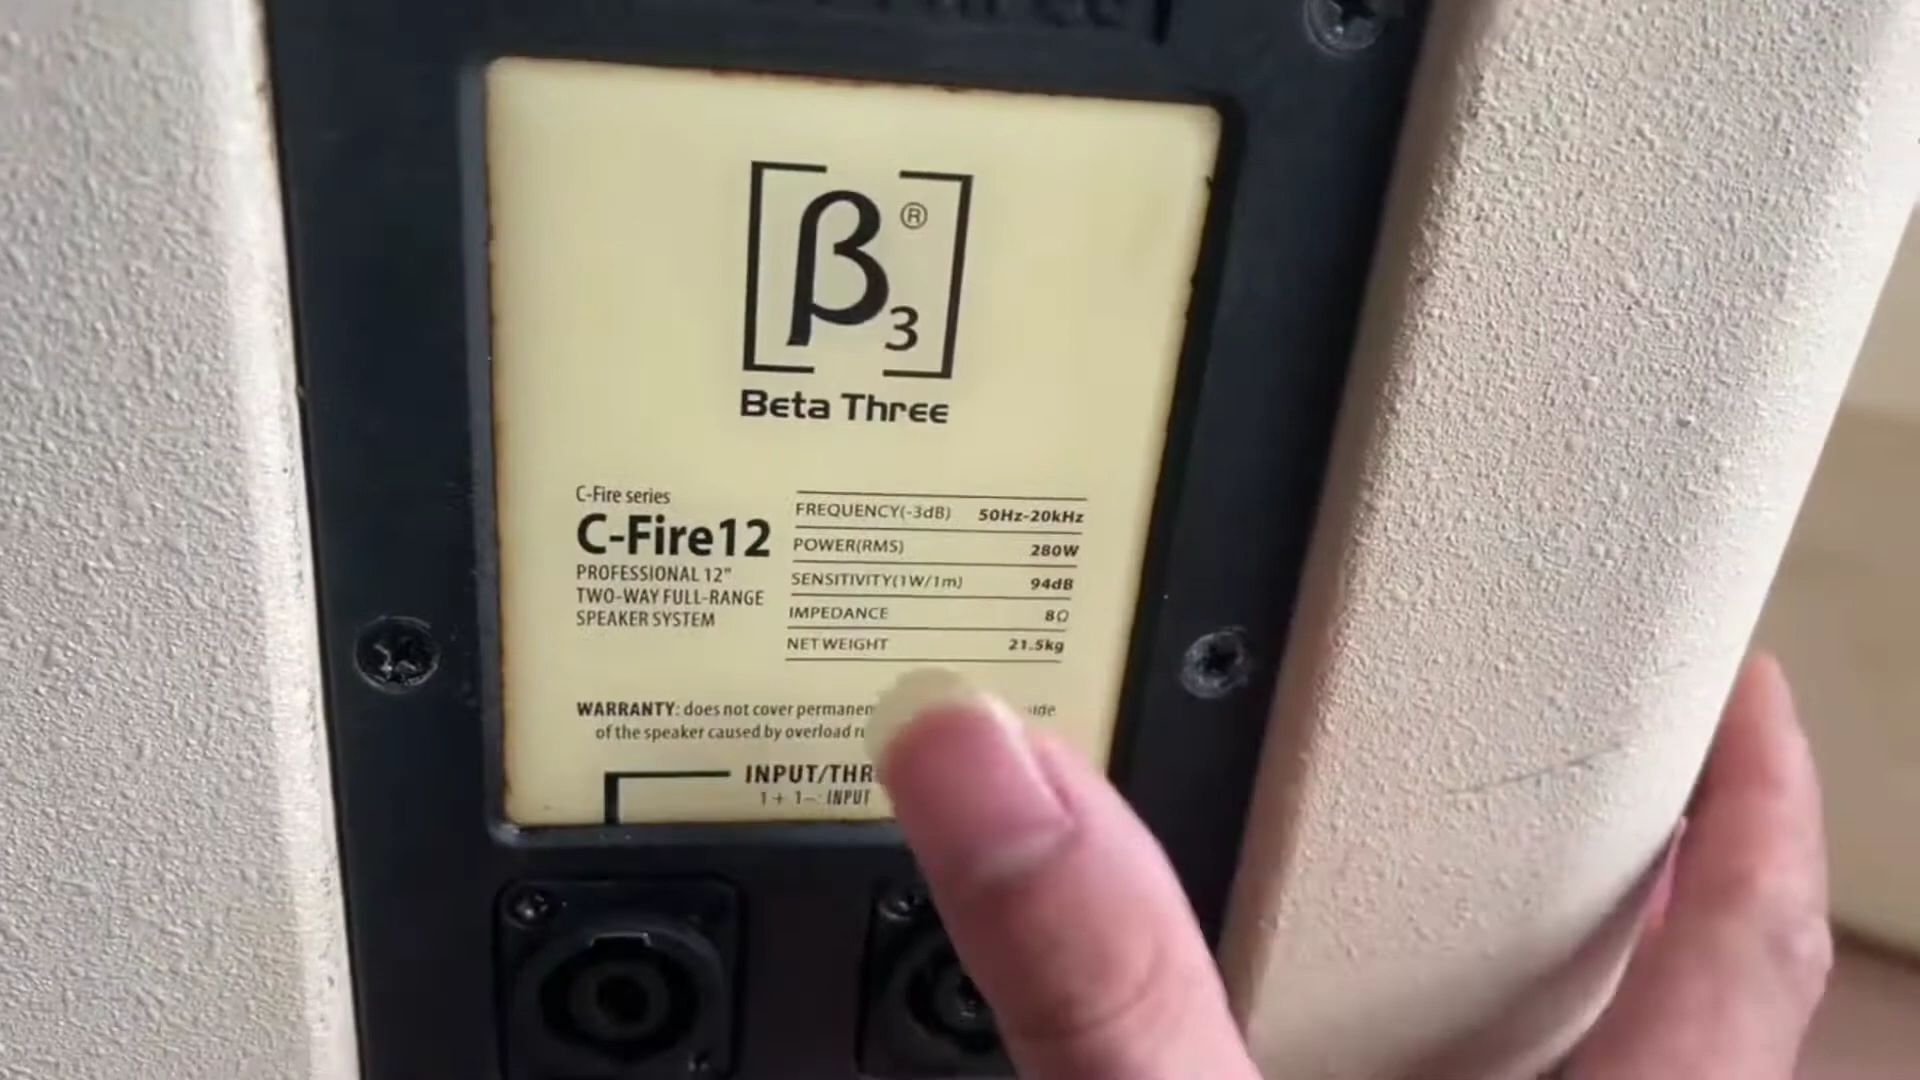 β3®
Beta Three
C-Fire series
C-Fire12
PROFESSIONAL 12"
TWO-WAY FULL-RANGE
SPEAKER SYSTEM
FREQUENCY(-3dB) 50Hz-20kHz
POWER(RMS) 280W
SENSITIVITY(1W/1m) 94dB
IMPEDANCE 8Ω
NET WEIGHT 21.5kg
WARRANTY: does not cover
of the speaker caused by overload
INPUT/
1+ 1-: INPUT